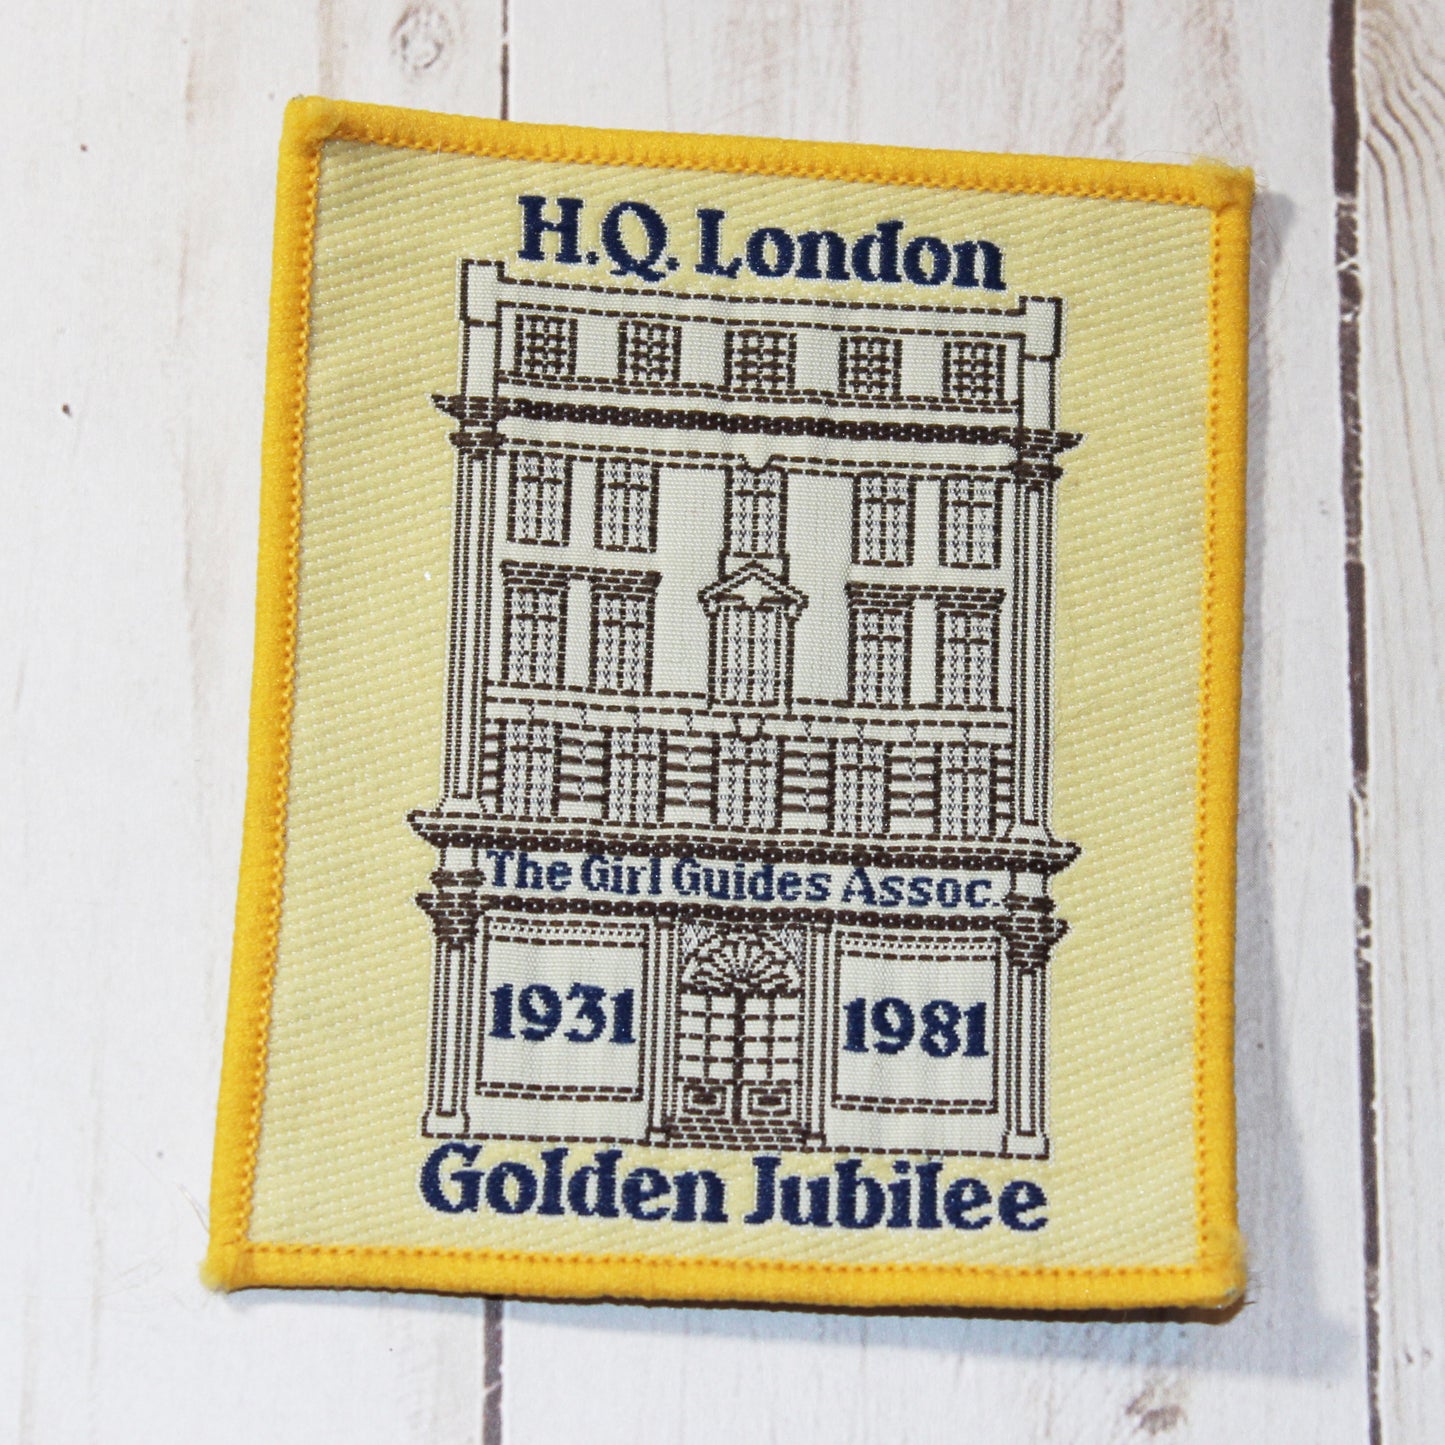 H.Q. London
The Girl Guides Assoc.
1931 1981
Golden Jubilee